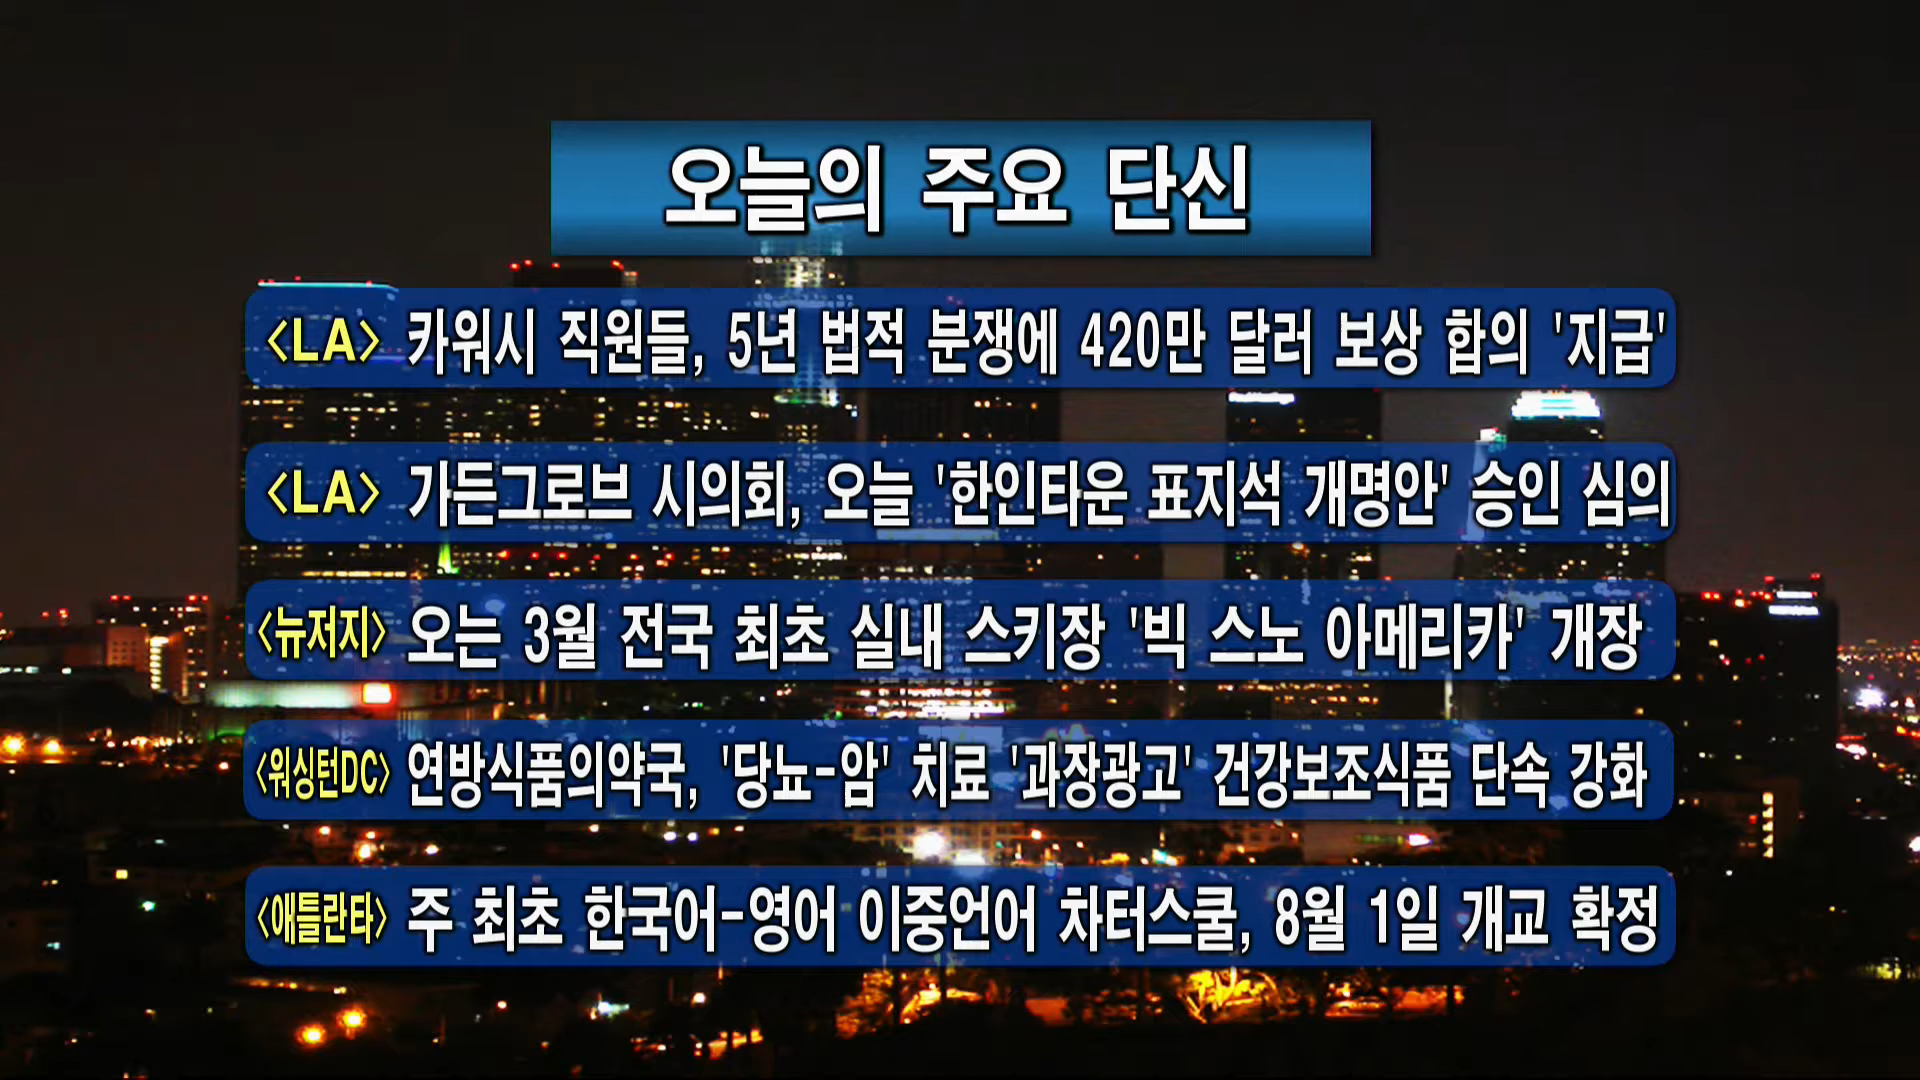 오늘의 주요 단신
<LA> 카워시 직원들, 5년 법적 분쟁에 420만 달러 보상 합의 '지급'
<LA> 가든그로브 시의회, 오늘 '한인타운 표지석 개명안' 승인 심의
<뉴저지> 오는 3월 전국 최초 실내 스키장 '빅 스노 아메리카' 개장
<워싱턴DC> 연방식품의약국, '당뇨-암' 치료 '과장광고' 건강보조식품 단속 강화
<애틀란타> 주 최초 한국어-영어 이중언어 차터스쿨, 8월 1일 개교 확정